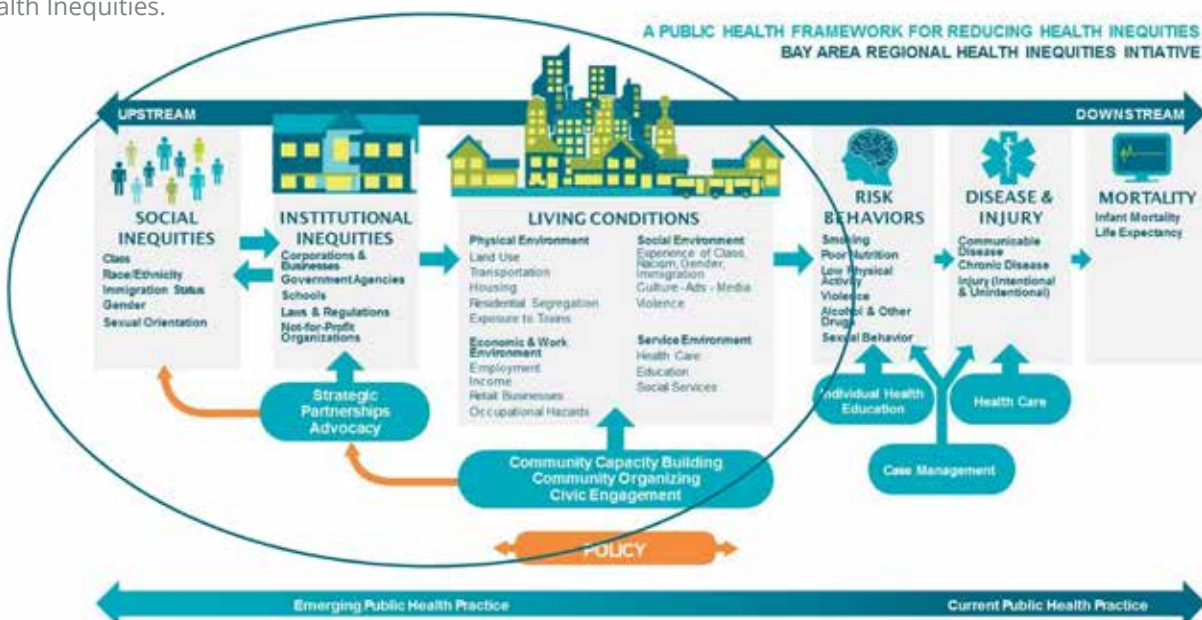 alth Inequities.
A PUBLIC HEALTH FRAMEWORK FOR REDUCING HEALTH INEQUITIES
BAY AREA REGIONAL HEALTH INEQUITIES INTIATIVE
UPSTREAM
DOWNSTREAM
SOCIAL
INEQUITIES
Class
Race/Ethnicity
Immigration Status
Gender
Sexual Orientation
INSTITUTIONAL
INEQUITIES
Corporations &
Businesses
Government Agencies
Schools
Laws & Regulations
Not-for-Profit
Organizations
Strategic
Partnerships
Advocacy
LIVING CONDITIONS
Physical Environment
Land Use
Transportation
Housing
Residential Segregation
Exposure to Trains
Economic & Work
Environment
Employment
Income
Retail Businesses
Occupational Hazards
Social Environment
Experience of Class,
Racism, Gender,
Immigration
Culture - Ads - Media
Violence
Service Environment
Health Care
Education
Social Services
Community Capacity Building
Community Organizing
Civic Engagement
RISK
BEHAVIORS
Smoking
Poor Nutrition
Low Physical
Activity
Violence
Alcohol & Other
Drugs
Sexual Behavior
Individual Health
Education
DISEASE &
INJURY
Communicable
Disease
Chronic Disease
Injury (Intentional
& Unintentional)
Health Care
Case Management
MORTALITY
Infant Mortality
Life Expectancy
POLICY
Emerging Public Health Practice
Current Public Health Practice